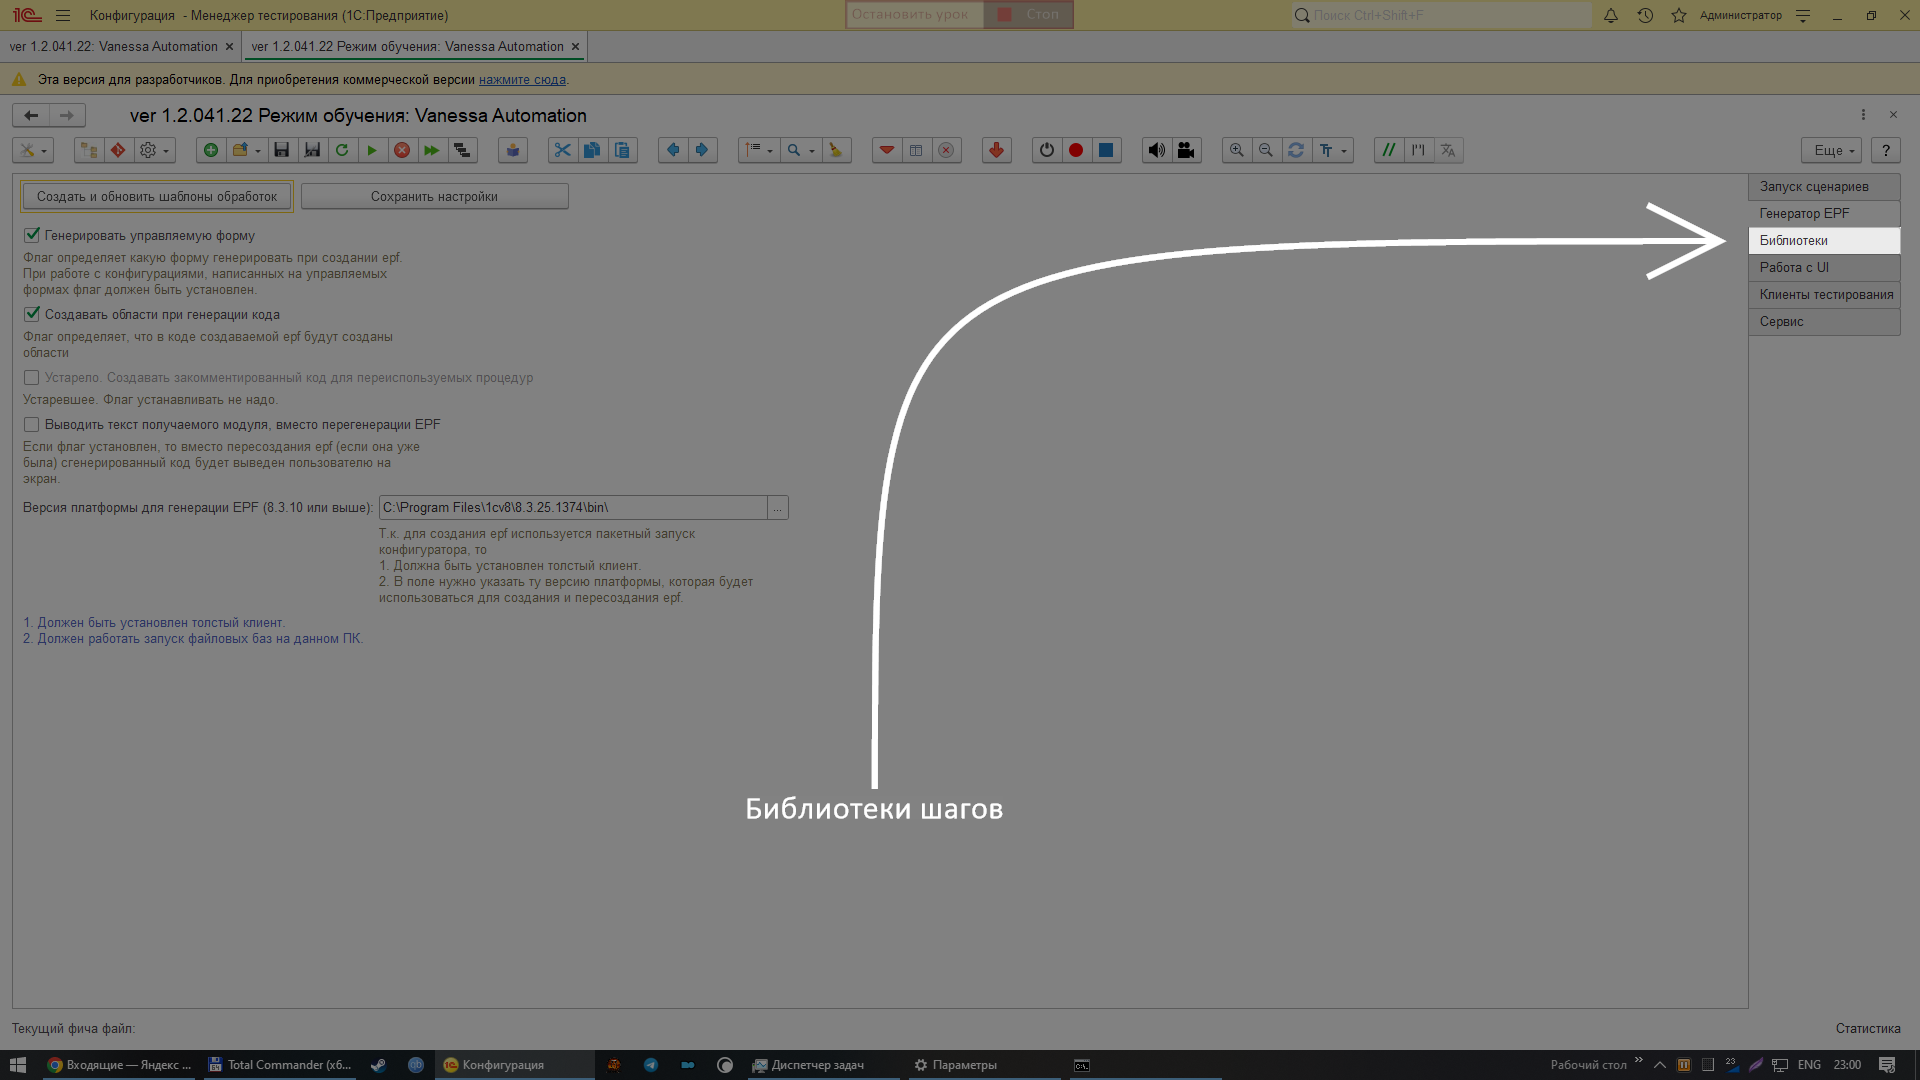 Конфигурация - Менеджер тестирования (1С:Предприятие)
Остановить урок
Стоп
Поиск Ctrl+Shift+F
Администратор
ver 1.2.041.22: Vanessa Automation
ver 1.2.041.22 Режим обучения: Vanessa Automation
Эта версия для разработчиков. Для приобретения коммерческой версии нажмите сюда.
ver 1.2.041.22 Режим обучения: Vanessa Automation
Еще
?
Создать и обновить шаблоны обработок
Сохранить настройки
Запуск сценариев
Генератор EPF
Библиотеки
Работа с UI
Клиенты тестирования
Сервис
Генерировать управляемую форму
Флаг определяет какую форму генерировать при создании epf.
При работе с конфигурациями, написанных на управляемых
формах флаг должен быть установлен.
Создавать области при генерации кода
Флаг определяет, что в коде создаваемой epf будут созданы
области
Устарело. Создавать закомментированный код для переиспользуемых процедур
Устаревшее. Флаг устанавливать не надо.
Выводить текст получаемого модуля, вместо перегенерации EPF
Если флаг установлен, то вместо пересоздания epf (если она уже
была) сгенерированный код будет выведен пользователю на
экран.
Версия платформы для генерации EPF (8.3.10 или выше): C:\Program Files\1cv8\8.3.25.1374\bin\ ...
Т.к. для создания epf используется пакетный запуск
конфигуратора, то
1. Должна быть установлен толстый клиент.
2. В поле нужно указать ту версию платформы, которая будет
использоваться для создания и пересоздания epf.
1. Должен быть установлен толстый клиент.
2. Должен работать запуск файловых баз на данном ПК.
Библиотеки шагов
Текущий фича файл:
Статистика
Входящие — Яндекс ...
Total Commander (x6...
Конфигурация
Диспетчер задач
Параметры
Рабочий стол
23
ENG
23:00